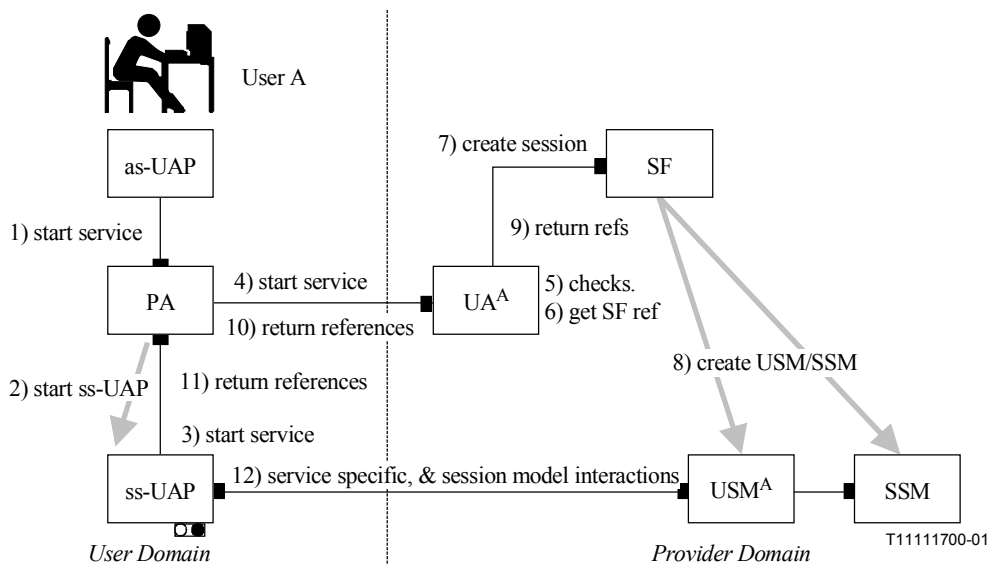 User A
as-UAP
7) create session
SF
1) start service
9) return refs
PA
4) start service
UA^A
5) checks.
6) get SF ref
10) return references
2) start ss-UAP
11) return references
8) create USM/SSM
3) start service
ss-UAP
12) service specific, & session model interactions
USM^A
SSM
User Domain
Provider Domain
T11111700-01